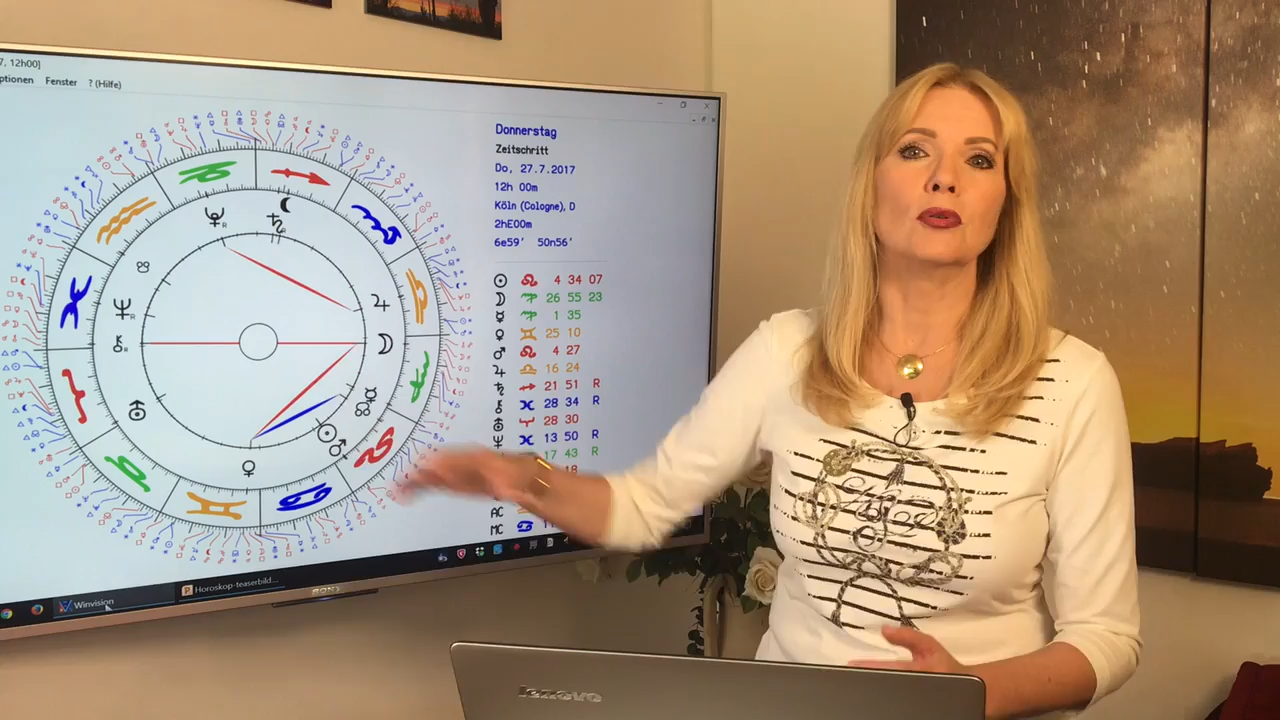 7, 12h00]
ptionen Fenster ? (Hilfe)
Donnerstag
Zeitschritt
Do, 27.7.2017
12h 00m
Köln (Cologne), D
2hE00m
6e59' 50n56'
4 34 07
26 55 23
1 35
25 10
4 27
16 24
21 51 R
28 34 R
28 30
13 50 R
17 43 R
18
AC
MC
R
R
R
Horoskop-teaserbild...
Winvision
SONY
lenovo